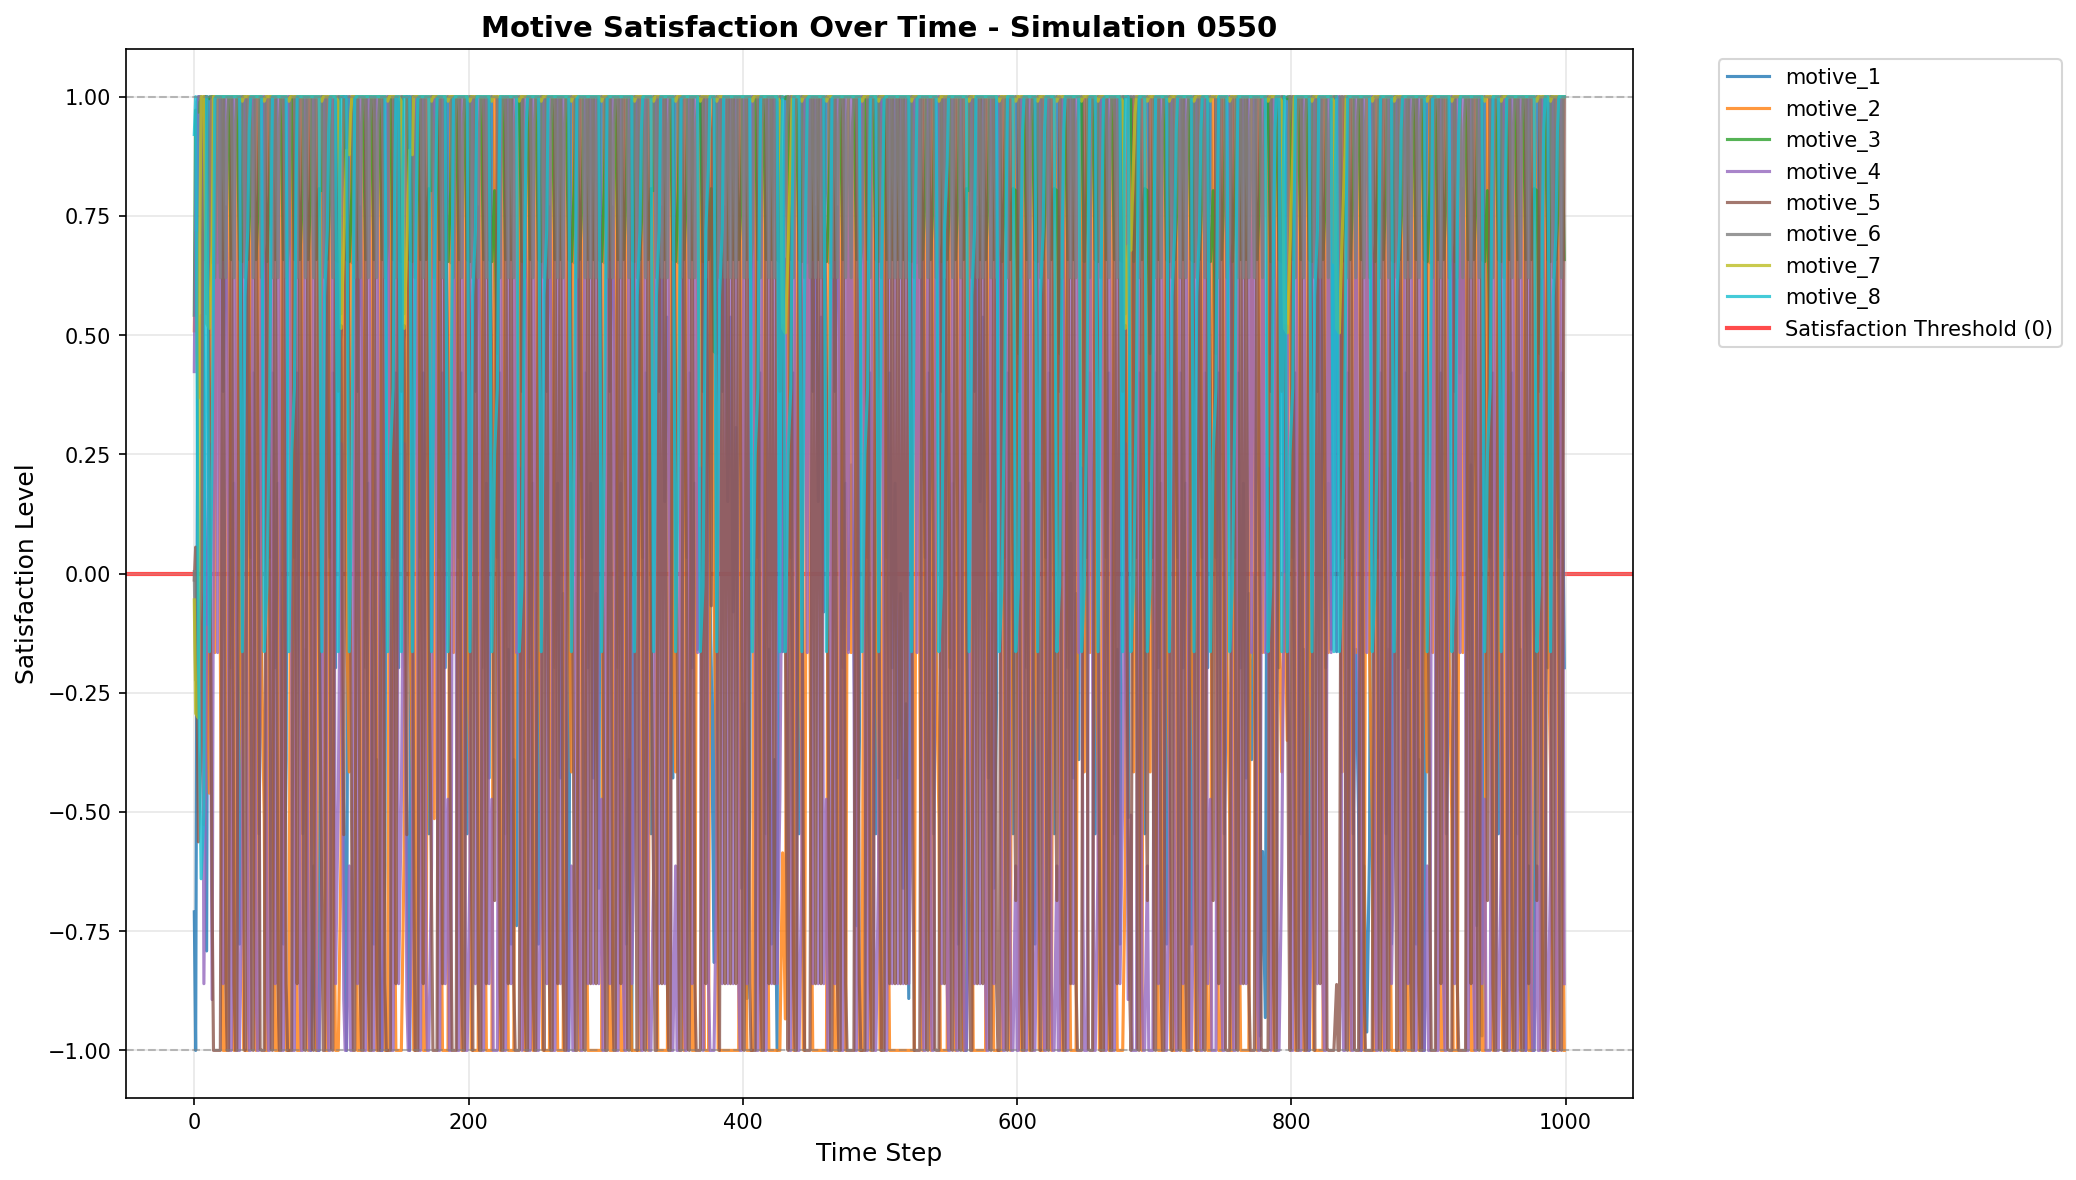 Motive Satisfaction Over Time - Simulation 0550
1.00
0.75
0.50
0.25
0.00
−0.25
−0.50
−0.75
−1.00
Satisfaction Level
0 200 400 600 800 1000
Time Step
motive_1
motive_2
motive_3
motive_4
motive_5
motive_6
motive_7
motive_8
Satisfaction Threshold (0)